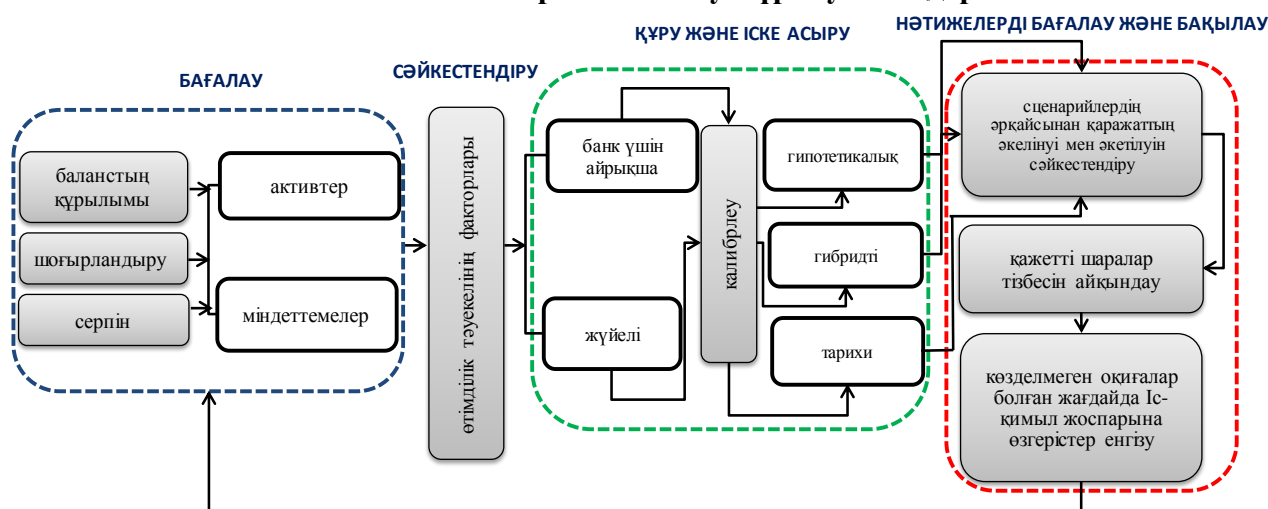 ҚҰРУ ЖӘНЕ ІСКЕ АСЫРУ
НӘТИЖЕЛЕРДІ БАҒАЛАУ ЖӘНЕ БАҚЫЛАУ
БАҒАЛАУ
СӘЙКЕСТЕНДІРУ
баланстың
құрылымы
шоғырландыру
серпін
активтер
міндеттемелер
өтімділік тәуекелінің факторлары
банк үшін
айрықша
жүйелі
калибрлеу
гипотетикалық
гибридті
тарихи
сценарийлердің
әрқайсынан қаражаттың
әкелінуі мен әкетілуін
сәйкестендіру
қажетті шаралар
тізбесін айқындау
көзделмеген оқиғалар
болған жағдайда Іс-
қимыл жоспарына
өзгерістер енгізу